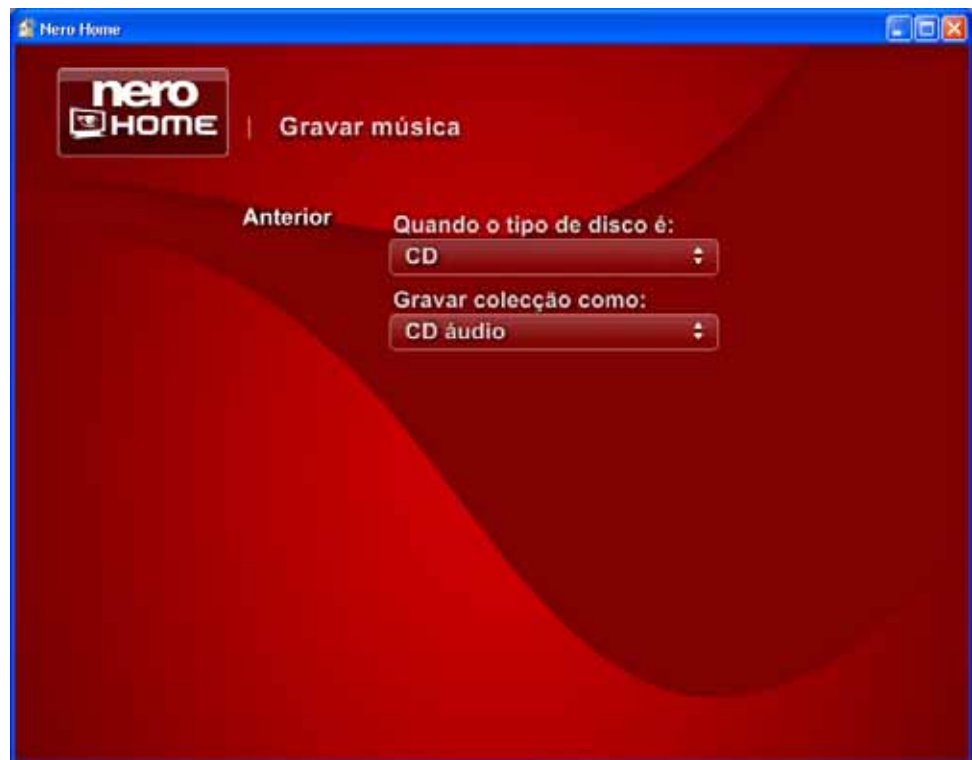 Nero Home
nero
HOME
| Gravar música
Anterior
Quando o tipo de disco é:
CD
Gravar colecção como:
CD áudio